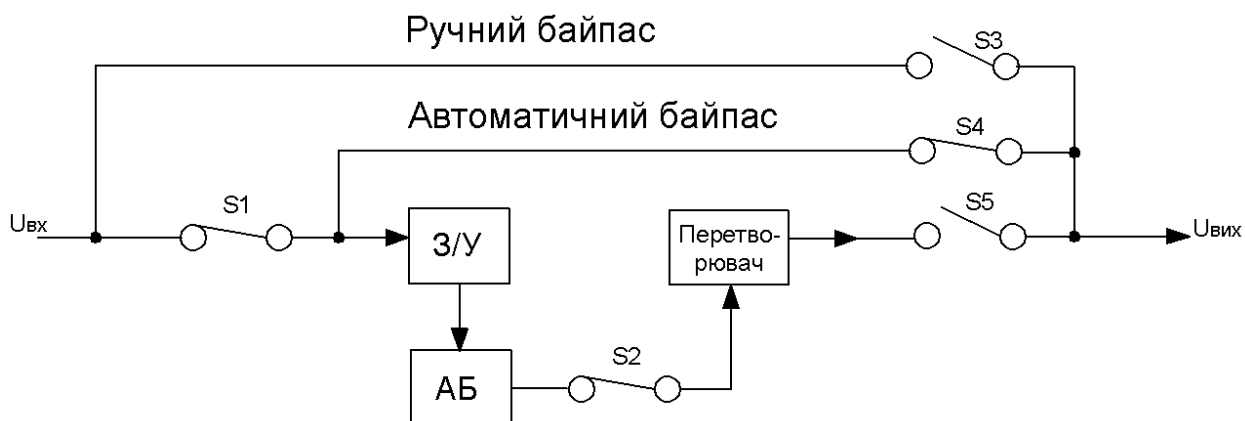 Ручний байпас
S3
Автоматичний байпас
S4
Uвх
S1
З/У
Перетво-
рювач
S5
Uвих
АБ
S2